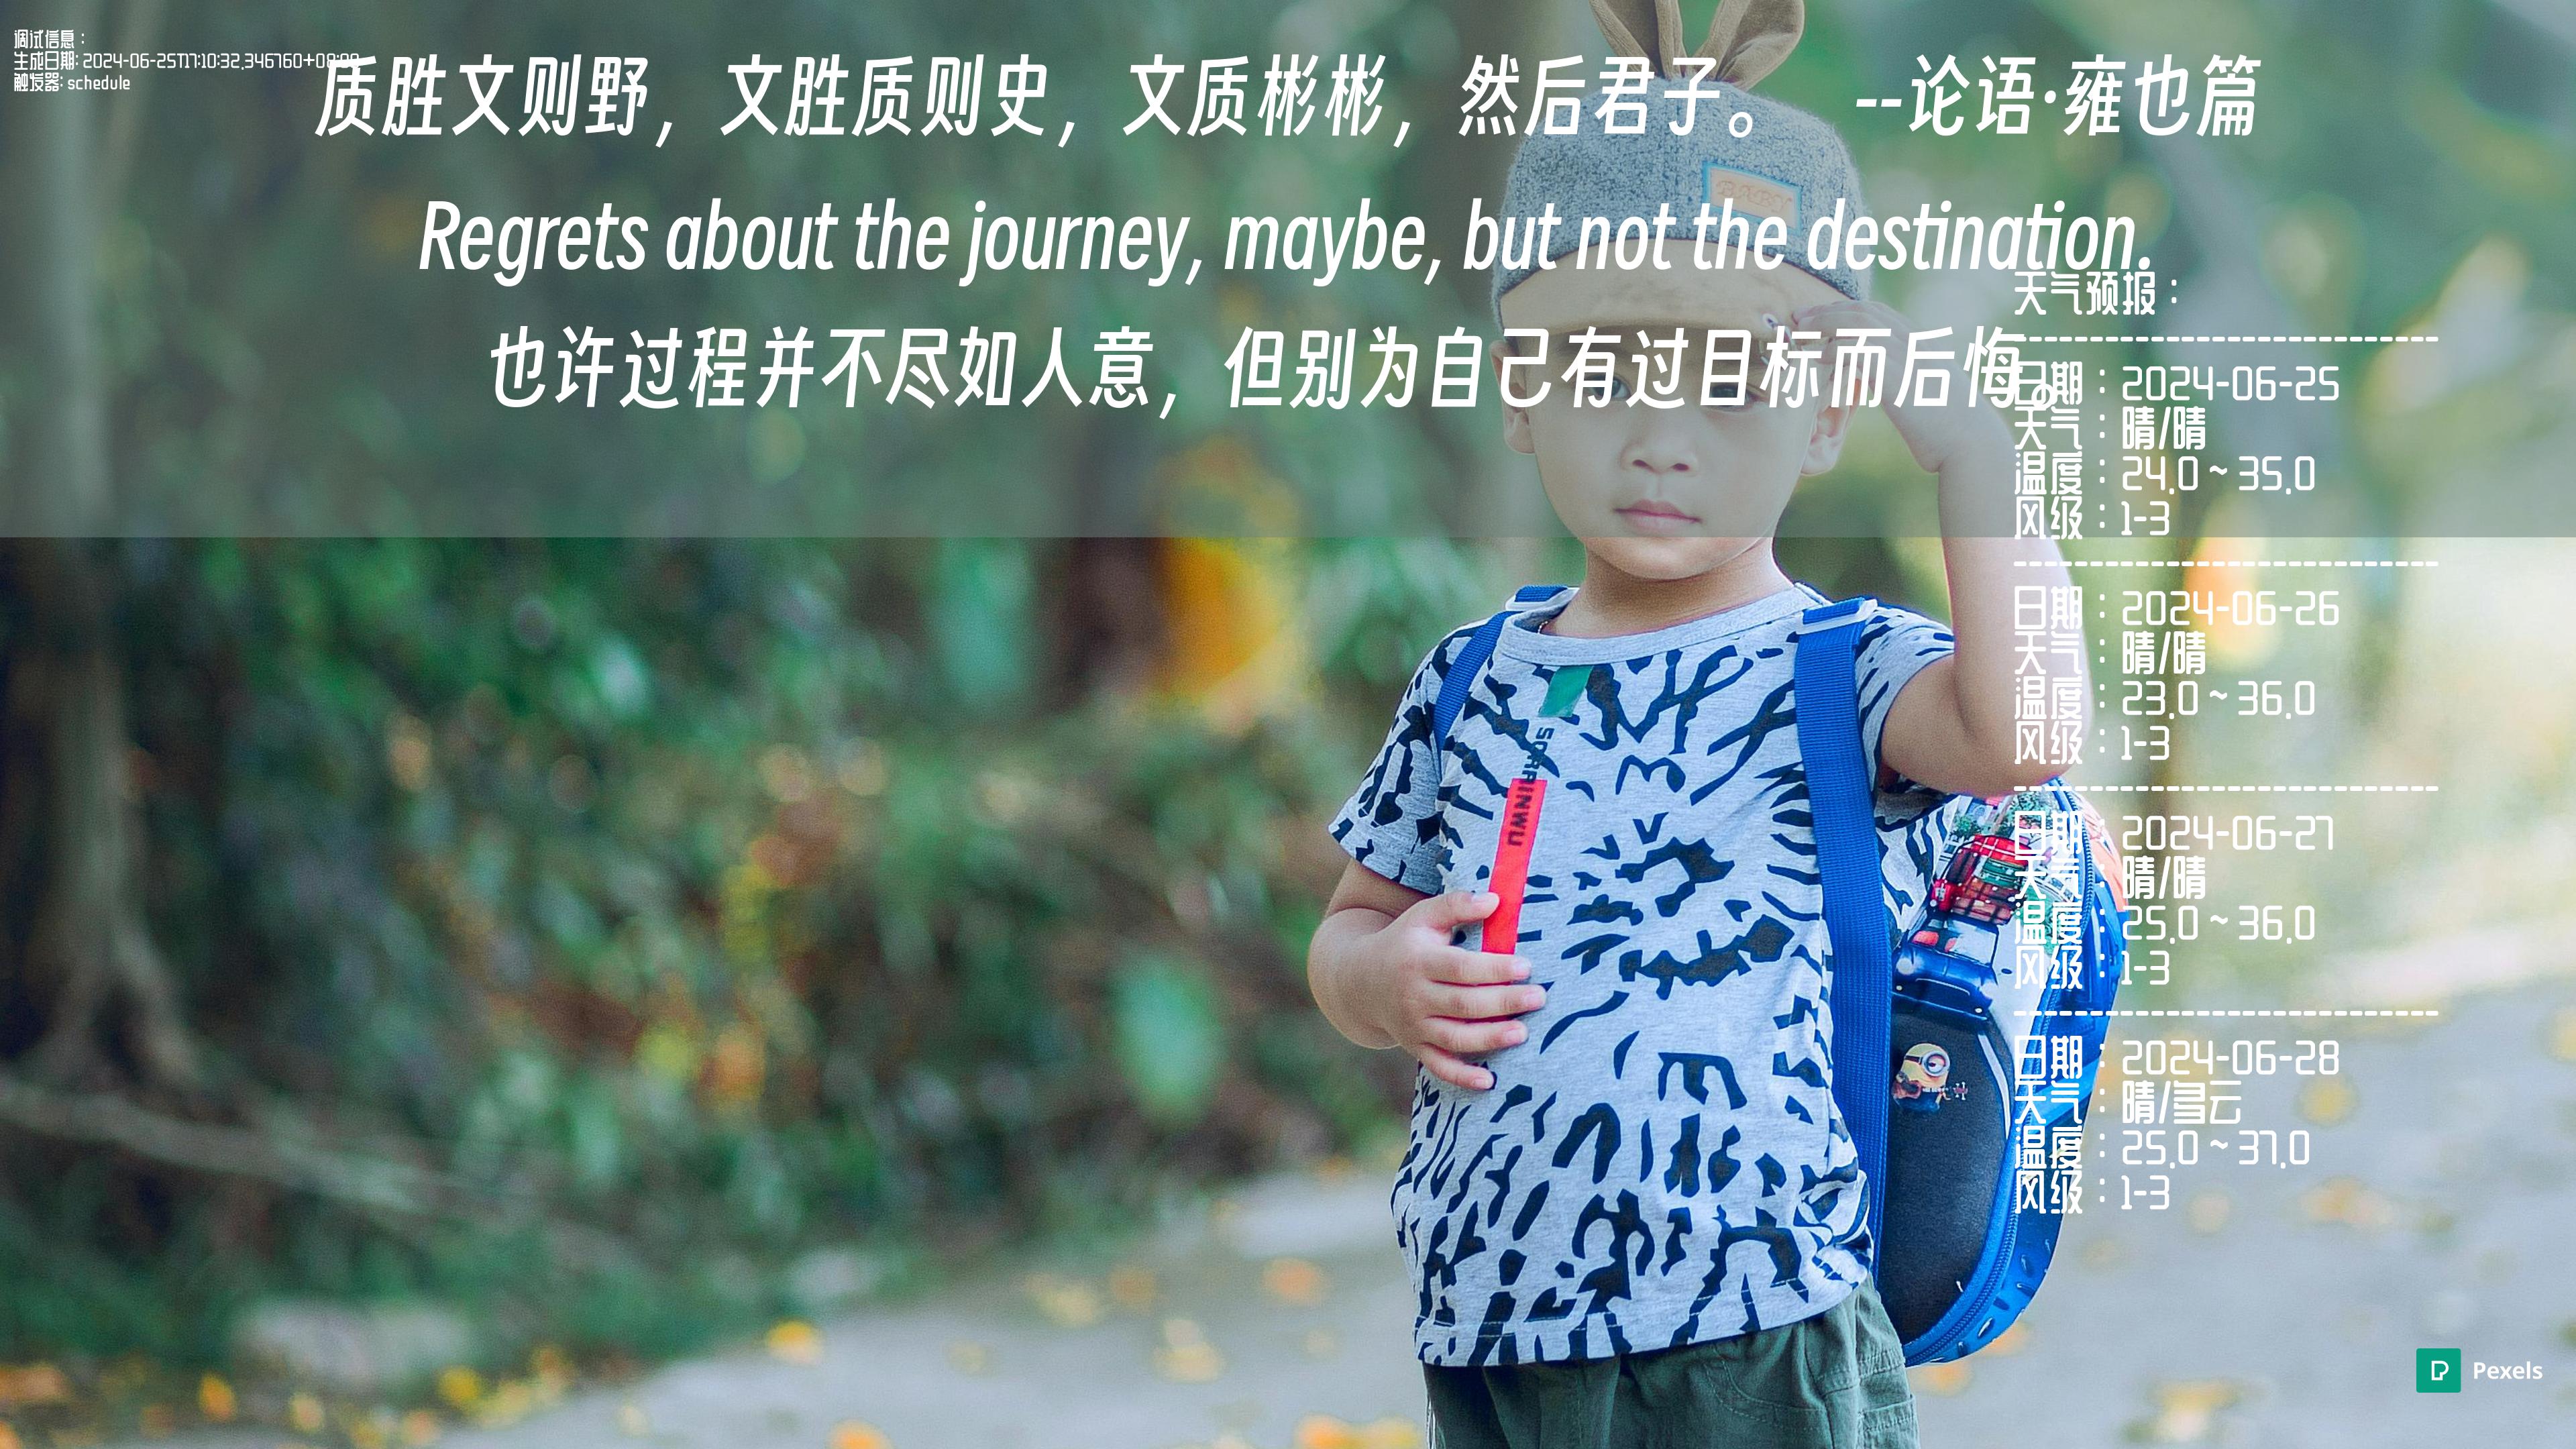 调试信息：
生成日期: 2024-06-25T17:10:32.346760+08:00
触发器: schedule
质胜文则野，文胜质则史，文质彬彬，然后君子。 --论语·雍也篇
Regrets about the journey, maybe, but not the destination.
也许过程并不尽如人意，但别为自己有过目标而后悔。
天气预报：
------------------------------
日期：2024-06-25
天气：晴/晴
温度：24.0 ~ 35.0
风级：1-3
------------------------------
日期：2024-06-26
天气：晴/晴
温度：23.0 ~ 36.0
风级：1-3
------------------------------
日期：2024-06-27
天气：晴/晴
温度：25.0 ~ 36.0
风级：1-3
------------------------------
日期：2024-06-28
天气：晴/多云
温度：25.0 ~ 37.0
风级：1-3
BABY
Pexels